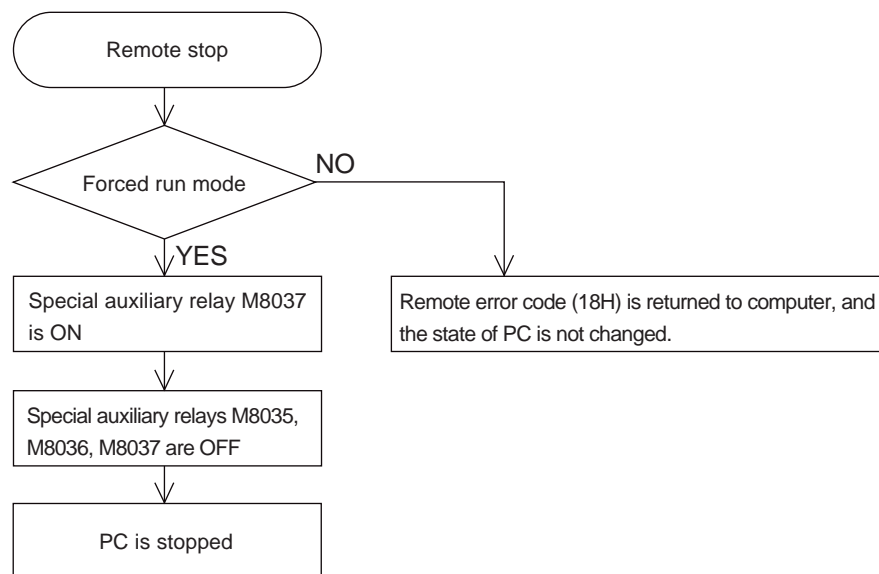 Remote stop
Forced run mode
NO
YES
Special auxiliary relay M8037
is ON
Remote error code (18H) is returned to computer, and
the state of PC is not changed.
Special auxiliary relays M8035,
M8036, M8037 are OFF
PC is stopped